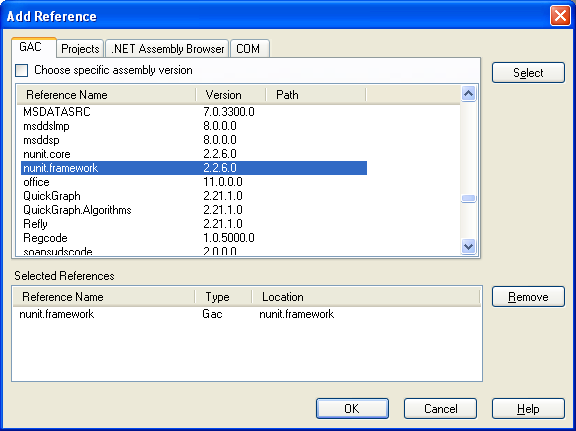 Add Reference
GAC Projects .NET Assembly Browser COM
Choose specific assembly version
Select
Reference Name Version Path
MSDATASRC 7.0.3300.0
msddslmp 8.0.0.0
msddsp 8.0.0.0
nunit.core 2.2.6.0
nunit.framework 2.2.6.0
office 11.0.0.0
QuickGraph 2.21.1.0
QuickGraph.Algorithms 2.21.1.0
Refly 2.21.1.0
Regcode 1.0.5000.0
soapsudscode 2.0.0.0
Selected References
Reference Name Type Location
Remove
nunit.framework Gac nunit.framework
OK Cancel Help